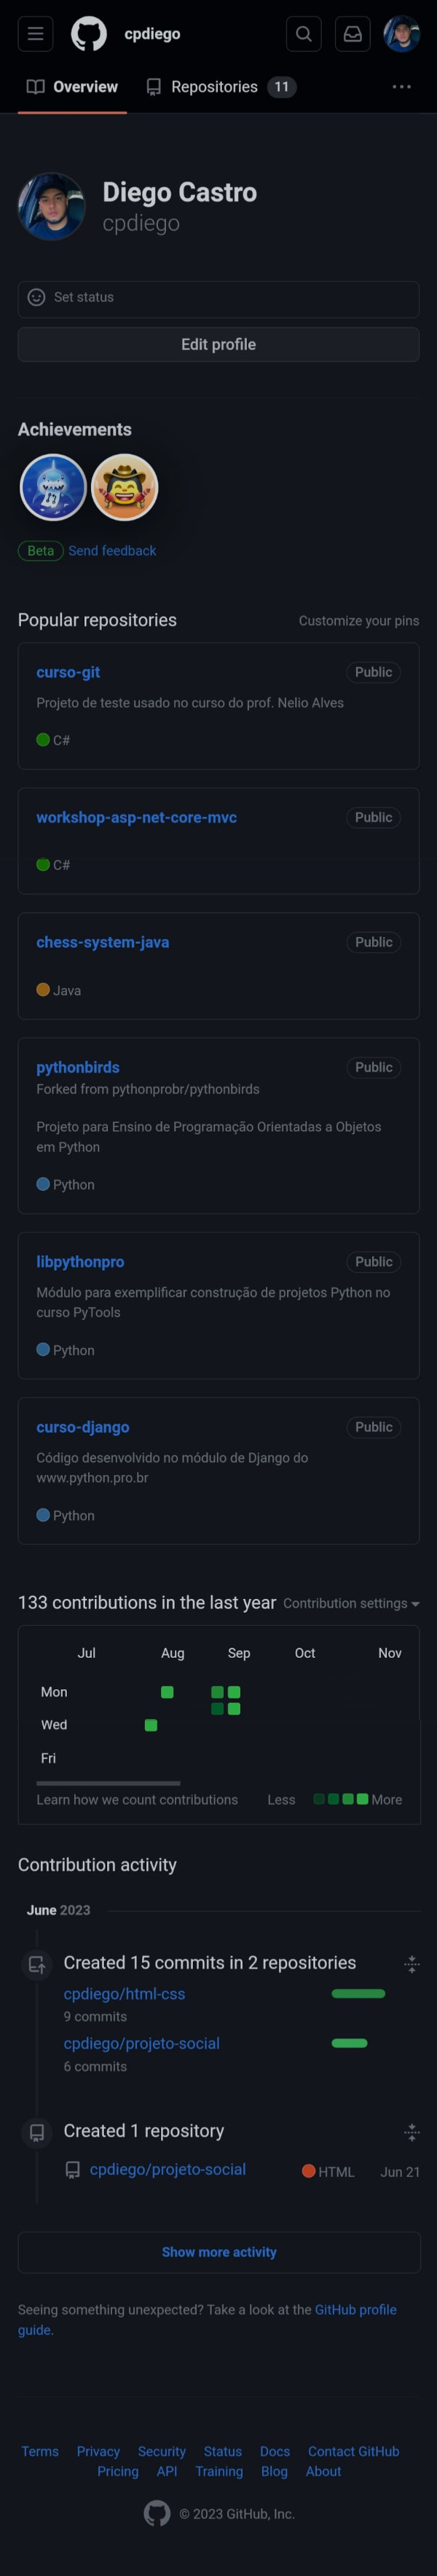 cpdiego
Overview Repositories 11
Diego Castro
cpdiego
Set status
Edit profile
Achievements
Beta Send feedback
Popular repositories Customize your pins
curso-git Public
Projeto de teste usado no curso do prof. Nelio Alves
C#
workshop-asp-net-core-mvc Public
C#
chess-system-java Public
Java
pythonbirds Public
Forked from pythonprobr/pythonbirds
Projeto para Ensino de Programação Orientadas a Objetos
em Python
Python
libpythonpro Public
Módulo para exemplificar construção de projetos Python no
curso PyTools
Python
curso-django Public
Código desenvolvido no módulo de Django do
www.python.pro.br
Python
133 contributions in the last year Contribution settings
Jul Aug Sep Oct Nov
Mon
Wed
Fri
Learn how we count contributions Less More
Contribution activity
June 2023
Created 15 commits in 2 repositories
cpdiego/html-css
9 commits
cpdiego/projeto-social
6 commits
Created 1 repository
cpdiego/projeto-social HTML Jun 21
Show more activity
Seeing something unexpected? Take a look at the GitHub profile
guide.
Terms Privacy Security Status Docs Contact GitHub
Pricing API Training Blog About
© 2023 GitHub, Inc.